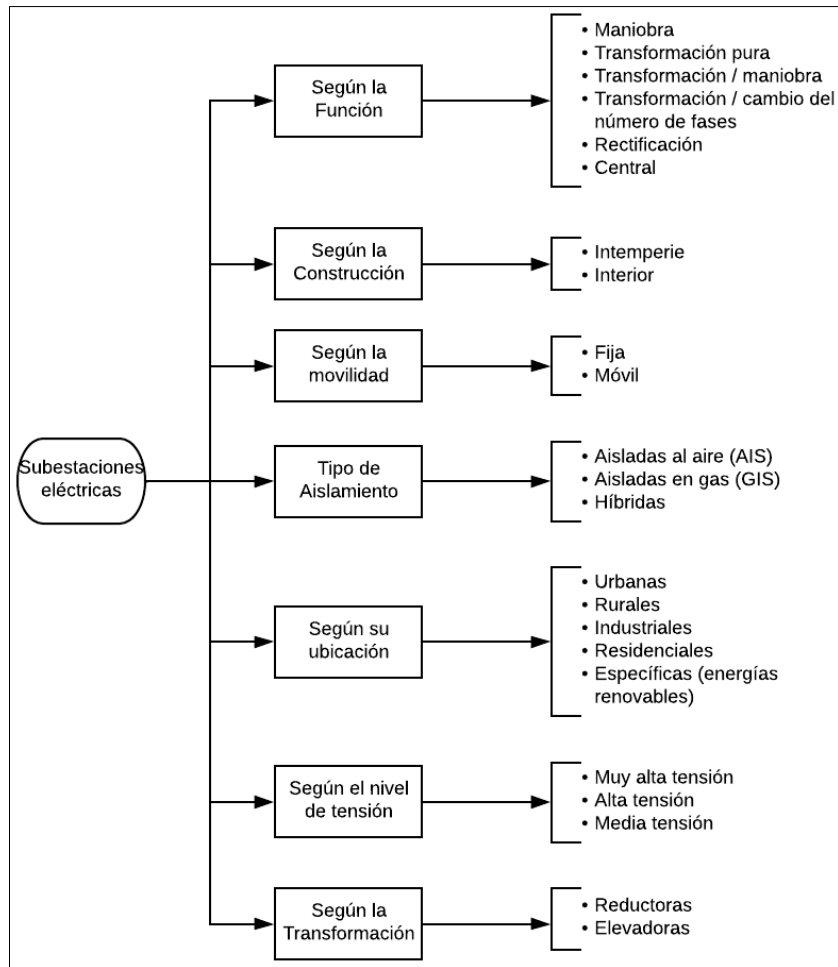 Según la
Función
• Maniobra
• Transformación pura
• Transformación / maniobra
• Transformación / cambio del
número de fases
• Rectificación
• Central
Según la
Construcción
• Intemperie
• Interior
Según la
movilidad
• Fija
• Móvil
Subestaciones
eléctricas
Tipo de
Aislamiento
• Aisladas al aire (AIS)
• Aisladas en gas (GIS)
• Híbridas
Según su
ubicación
• Urbanas
• Rurales
• Industriales
• Residenciales
• Específicas (energías
renovables)
Según el nivel
de tensión
• Muy alta tensión
• Alta tensión
• Media tensión
Según la
Transformación
• Reductoras
• Elevadoras